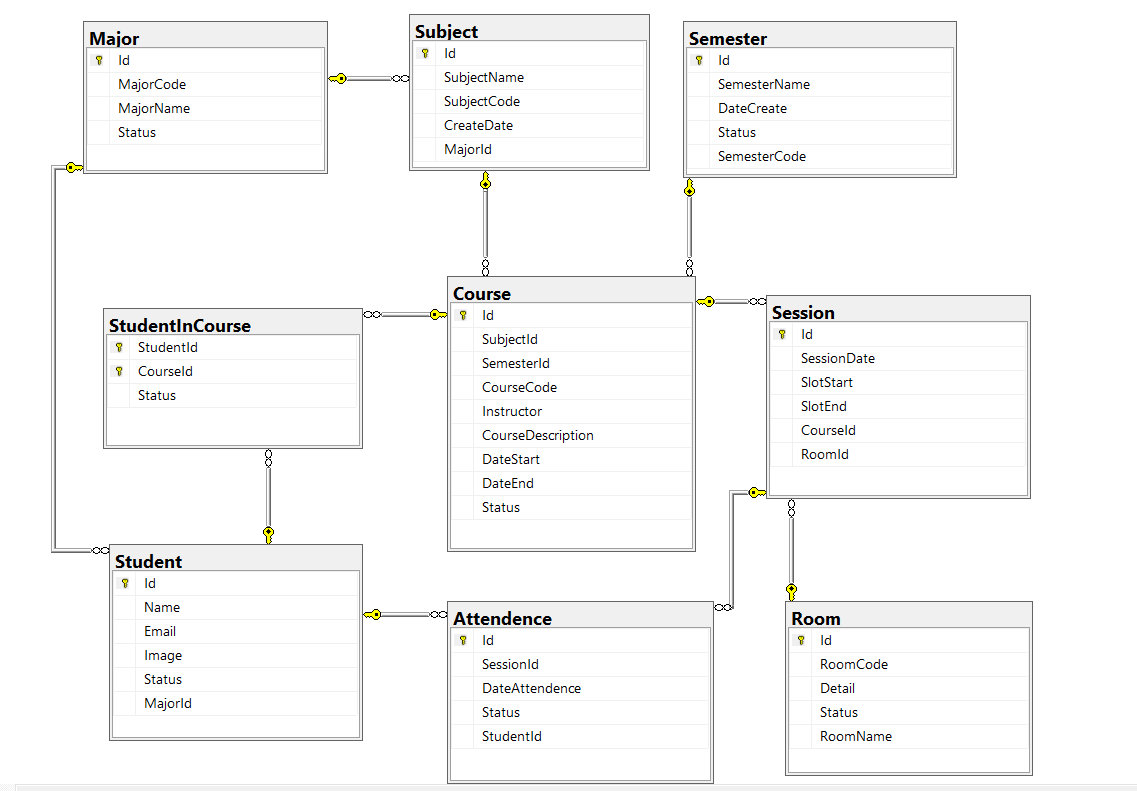 Major
Id
MajorCode
MajorName
Status
Subject
Id
SubjectName
SubjectCode
CreateDate
MajorId
Semester
Id
SemesterName
DateCreate
Status
SemesterCode
StudentInCourse
StudentId
CourseId
Status
Course
Id
SubjectId
SemesterId
CourseCode
Instructor
CourseDescription
DateStart
DateEnd
Status
Session
Id
SessionDate
SlotStart
SlotEnd
CourseId
RoomId
Student
Id
Name
Email
Image
Status
MajorId
Attendence
Id
SessionId
DateAttendence
Status
StudentId
Room
Id
RoomCode
Detail
Status
RoomName